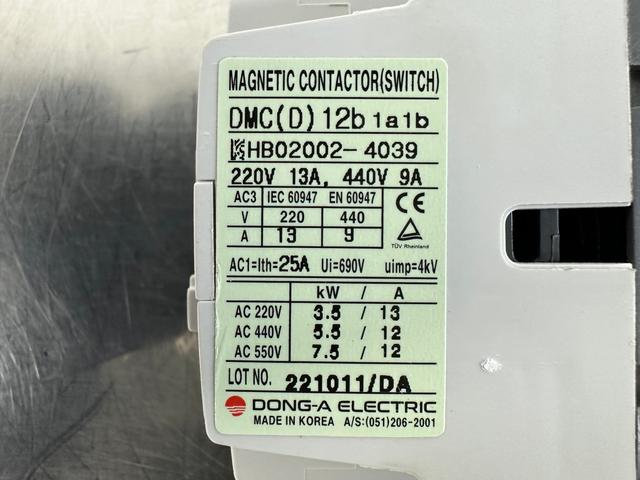 MAGNETIC CONTACTOR(SWITCH)
DMC(D) 12b 1a1b
HB02002-4039
220V 13A, 440V 9A
AC3 IEC 60947 EN 60947 CE
V 220 440
A 13 9
TÜV Rheinland
AC1=Ith=25A Ui=690V uimp=4kV
kW / A
AC 220V 3.5 / 13
AC 440V 5.5 / 12
AC 550V 7.5 / 12
LOT NO. 221011/DA
DONG-A ELECTRIC
MADE IN KOREA A/S:(051)206-2001